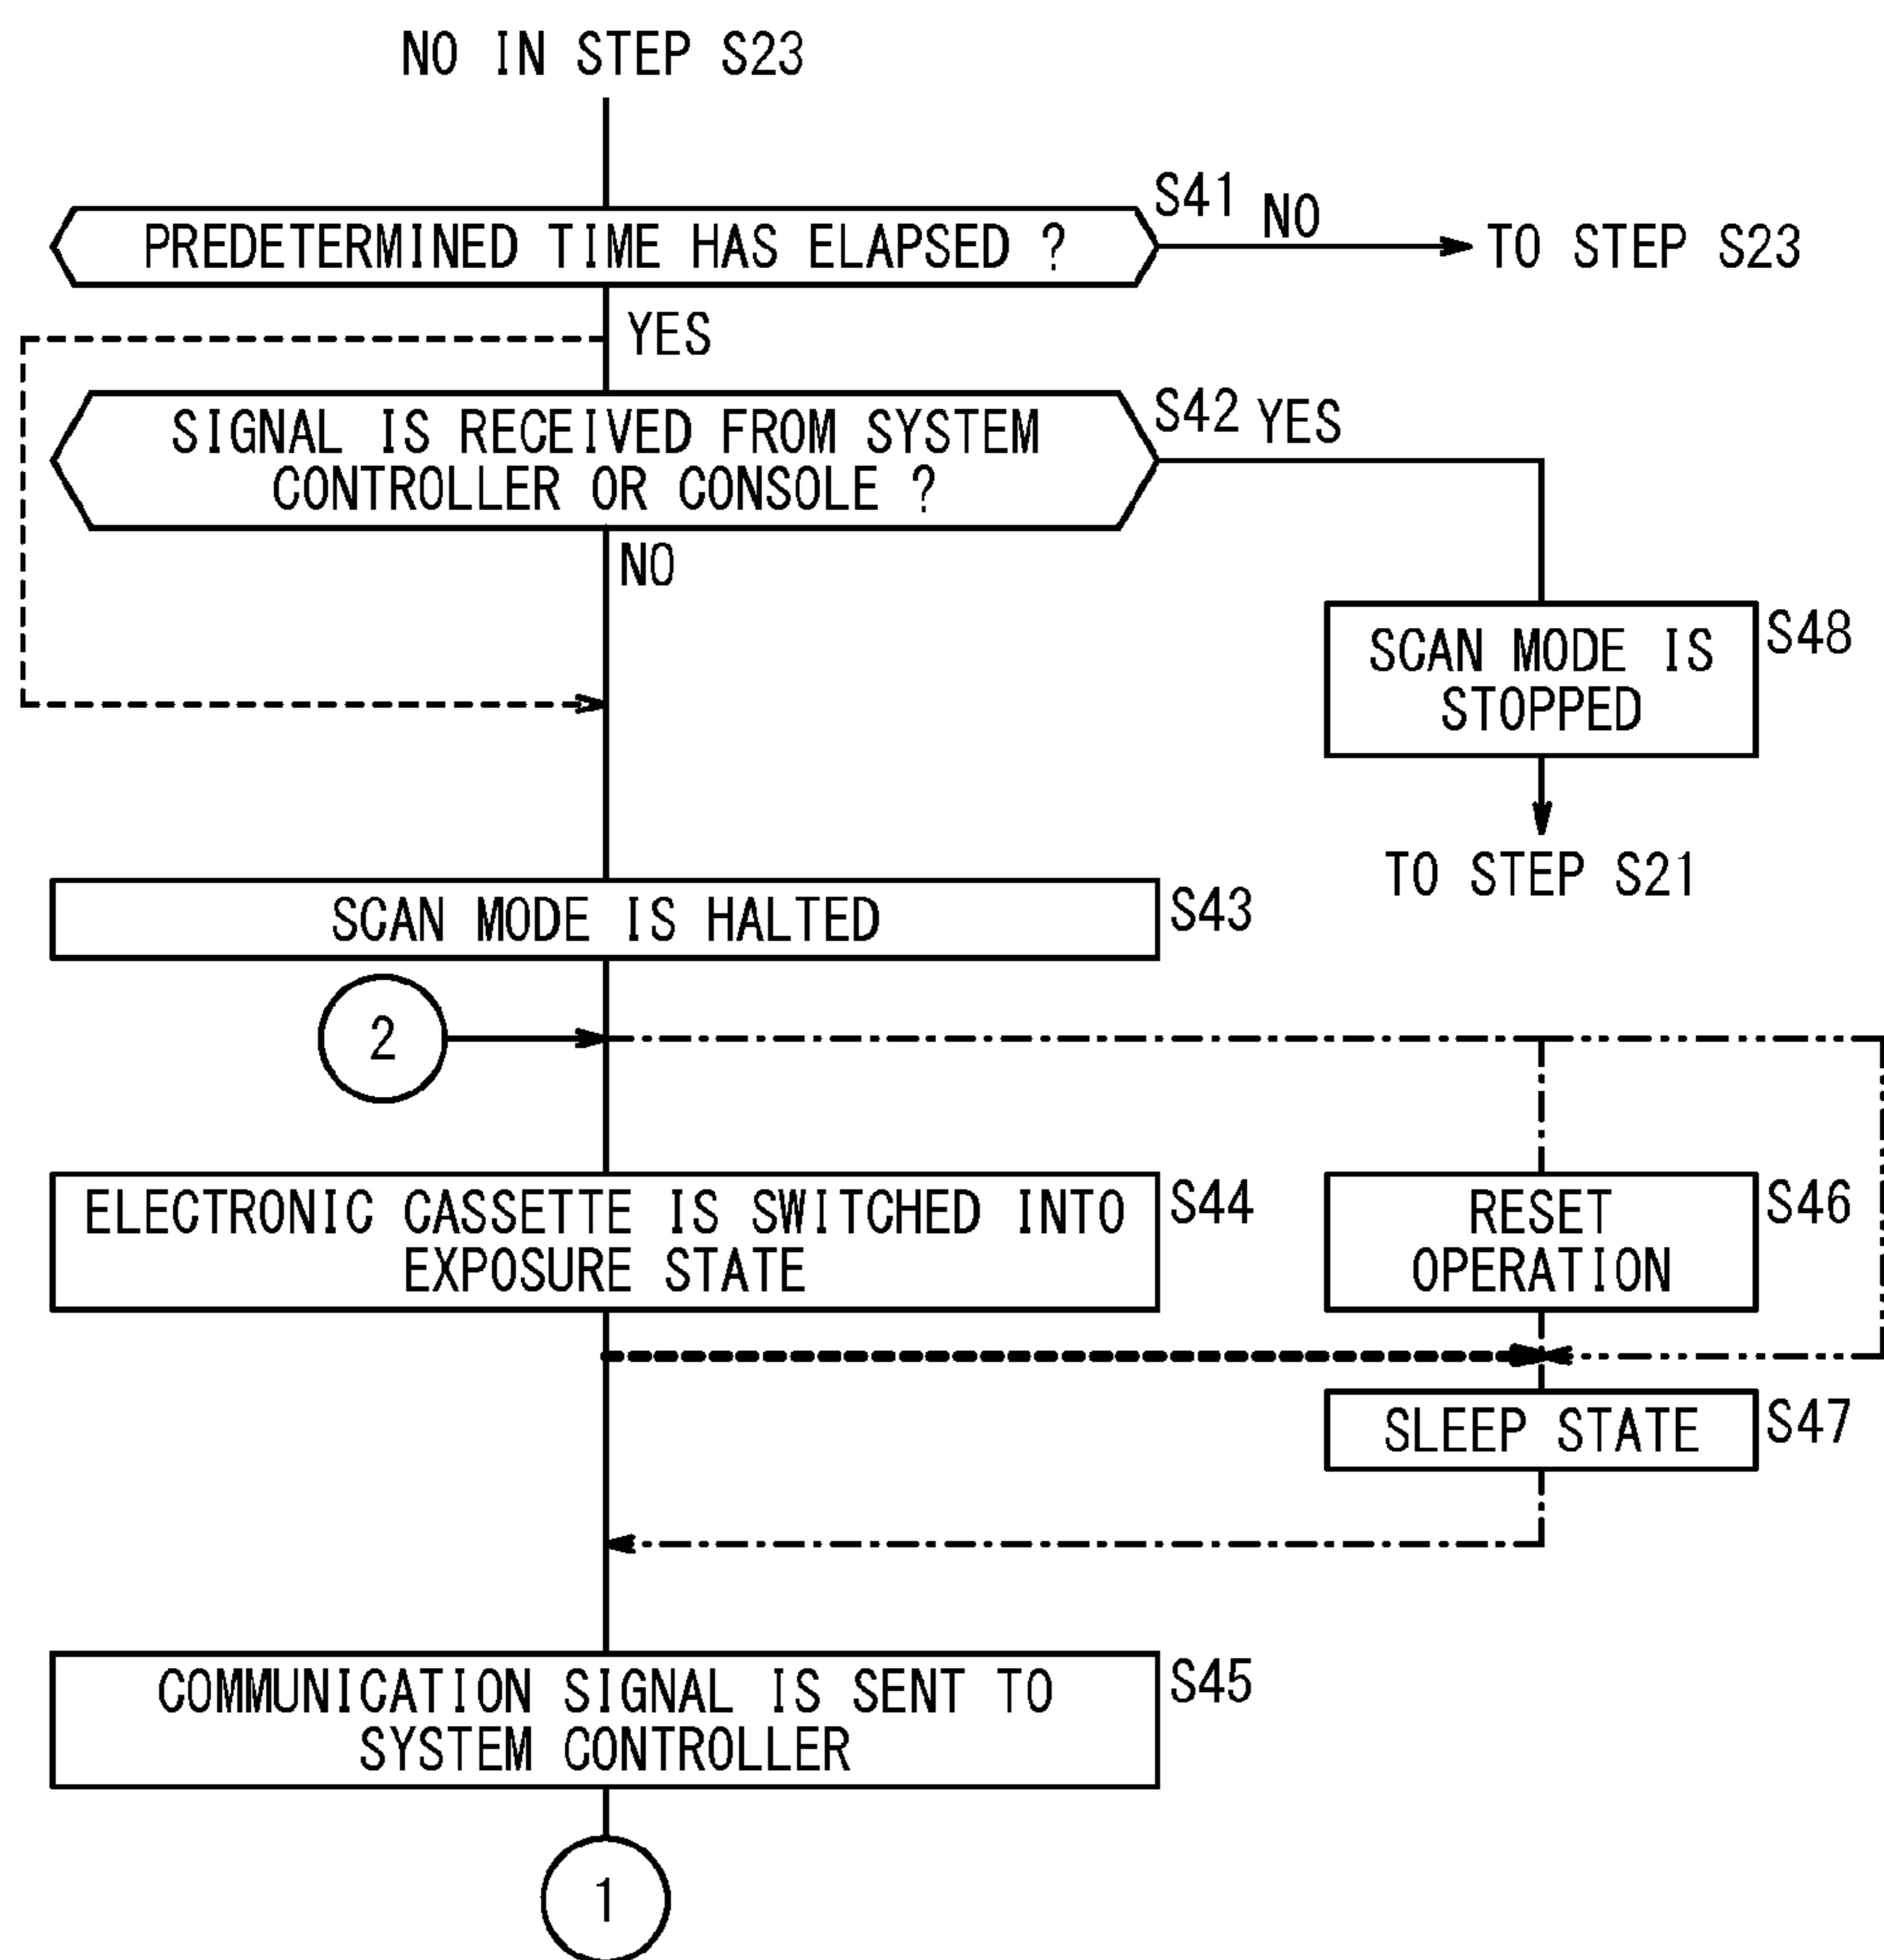 NO IN STEP S23
S41
PREDETERMINED TIME HAS ELAPSED ?
NO
TO STEP S23
YES
S42
SIGNAL IS RECEIVED FROM SYSTEM
CONTROLLER OR CONSOLE ?
YES
NO
SCAN MODE IS
STOPPED
S48
TO STEP S21
SCAN MODE IS HALTED
S43
2
ELECTRONIC CASSETTE IS SWITCHED INTO
EXPOSURE STATE
S44
RESET
OPERATION
S46
SLEEP STATE
S47
COMMUNICATION SIGNAL IS SENT TO
SYSTEM CONTROLLER
S45
1